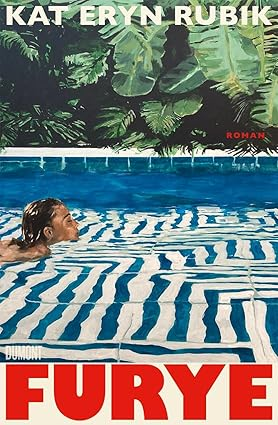 KAT ERYN RUBIK
ROMAN
DUMONT
FURYE